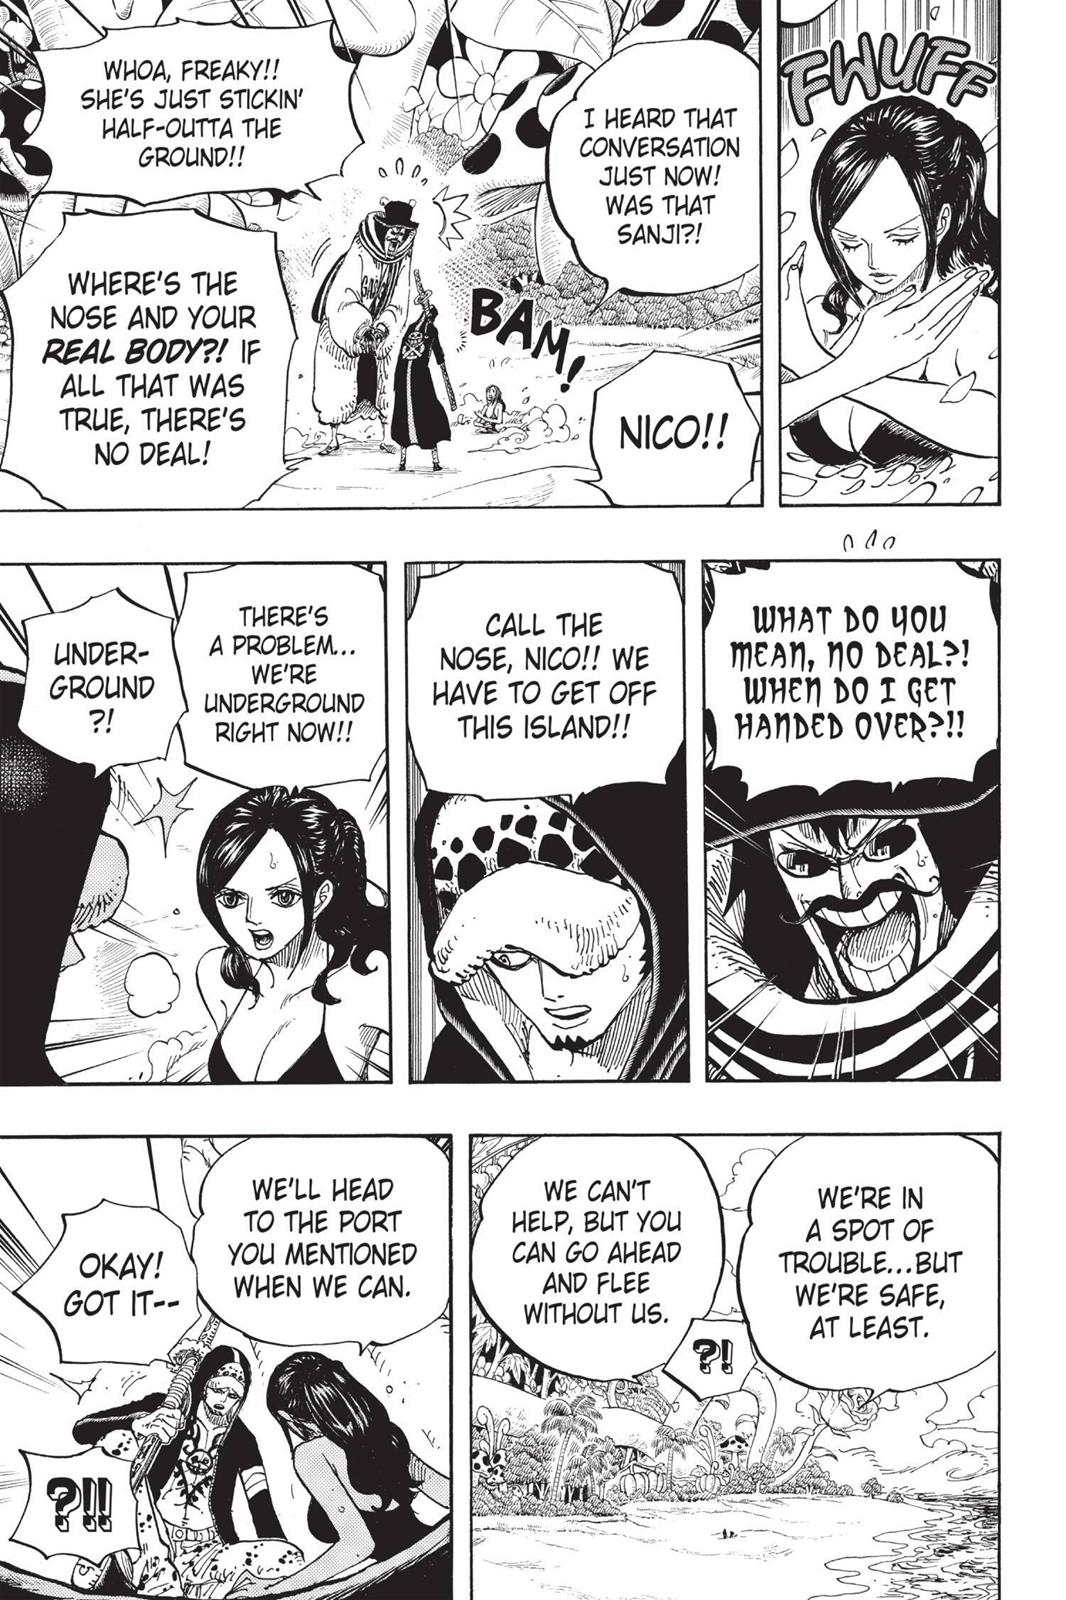 FWUFF
I HEARD THAT
CONVERSATION
JUST NOW!
WAS THAT
SANJI?!
NICO!!
BAM!
WHOA, FREAKY!!
SHE'S JUST STICKIN'
HALF-OUTTA THE
GROUND!!
WHERE'S THE
NOSE AND YOUR
REAL BODY?! IF
ALL THAT WAS
TRUE, THERE'S
NO DEAL!
WHAT DO YOU
MEAN, NO DEAL?!
WHEN DO I GET
HANDED OVER?!!
CALL THE
NOSE, NICO!! WE
HAVE TO GET OFF
THIS ISLAND!!
THERE'S
A PROBLEM...
WE'RE
UNDERGROUND
RIGHT NOW!!
UNDER-
GROUND
?!
WE'RE IN
A SPOT OF
TROUBLE...BUT
WE'RE SAFE,
AT LEAST.
?!
WE CAN'T
HELP, BUT YOU
CAN GO AHEAD
AND FLEE
WITHOUT US.
WE'LL HEAD
TO THE PORT
YOU MENTIONED
WHEN WE CAN.
OKAY!
GOT IT--
?!!